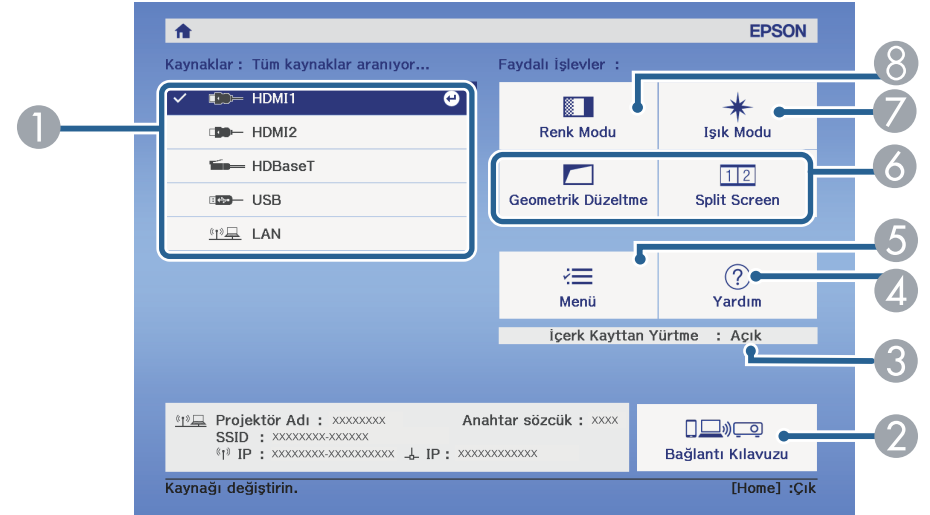 EPSON
Kaynaklar : Tüm kaynaklar aranıyor...
HDMI1
HDMI2
HDBaseT
USB
LAN
Faydalı İşlevler :
Renk Modu
Işık Modu
Geometrik Düzeltme
1 2
Split Screen
Menü
?
Yardım
İçerik Kayıttan Yürtme : Açık
Projektör Adı : xxxxxxxx
Anahtar sözcük : xxxx
SSID : xxxxxxxx-xxxxxx
IP : xxxxxxxx-xxxxxxxxxx IP : xxxxxxxxxxxx
Bağlantı Kılavuzu
Kaynağı değiştirin.
[Home] :Çık
1
8
7
6
5
4
3
2